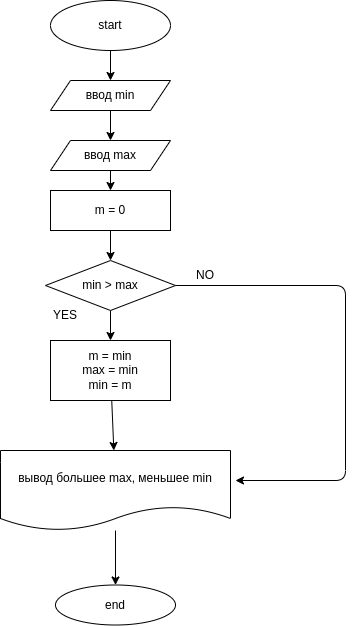 start
ввод min
ввод max
m = 0
min > max
NO
YES
m = min
max = min
min = m
вывод большее max, меньшее min
end